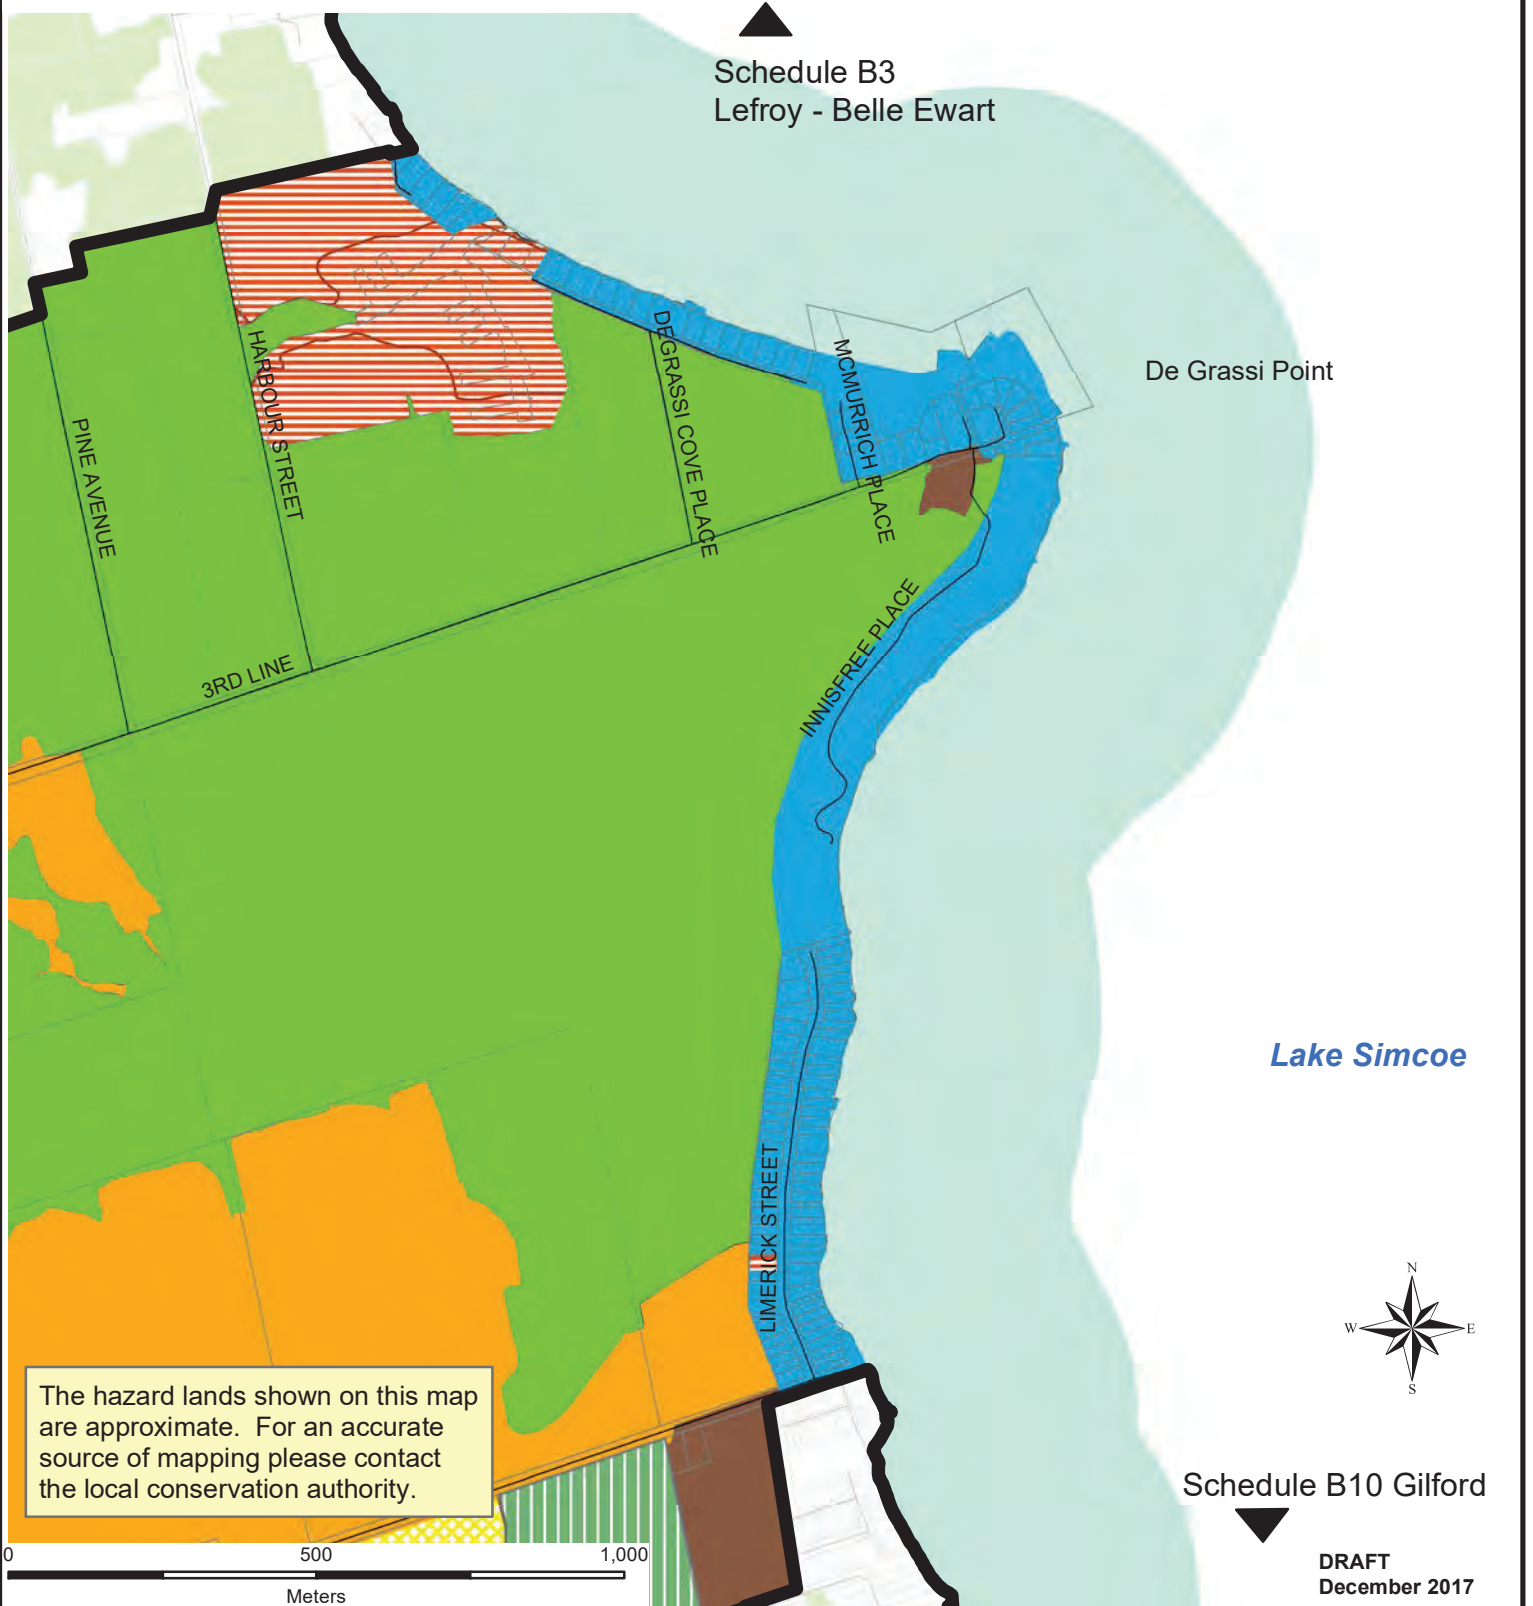 Schedule B3
Lefroy - Belle Ewart
De Grassi Point
PINE AVENUE
HARBOUR STREET
DEGRASSI COVE PLACE
MCMURRICH PLACE
3RD LINE
INNISFREE PLACE
Lake Simcoe
LIMERICK STREET
N
W
E
S
The hazard lands shown on this map
are approximate. For an accurate
source of mapping please contact
the local conservation authority.
Schedule B10 Gilford
0 500 1,000
Meters
DRAFT
December 2017